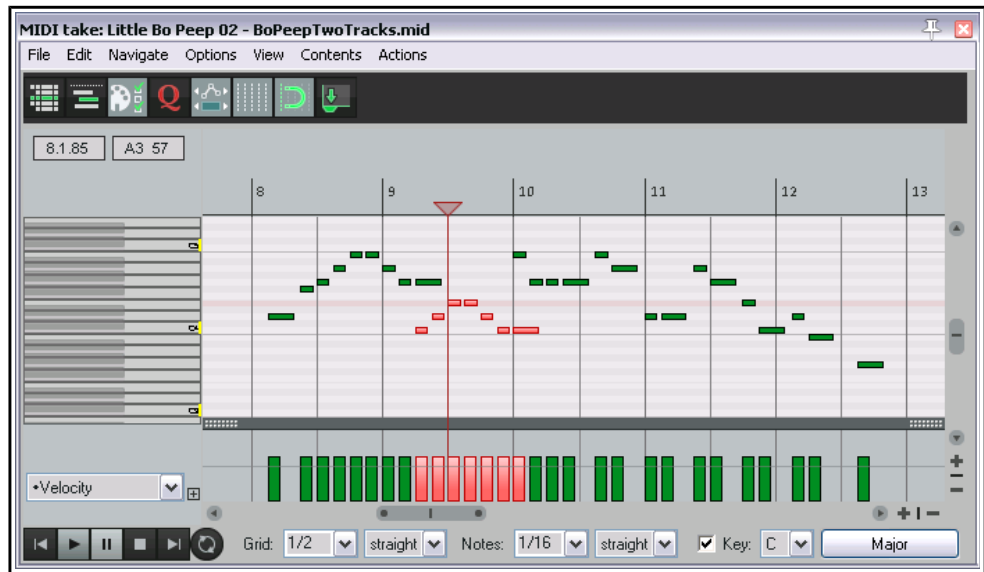 MIDI take: Little Bo Peep 02 - BoPeepTwoTracks.mid
File Edit Navigate Options View Contents Actions
Q
8.1.85 A3 57
8 9 10 11 12 13
•Velocity
Grid: 1/2 straight Notes: 1/16 straight Key: C Major